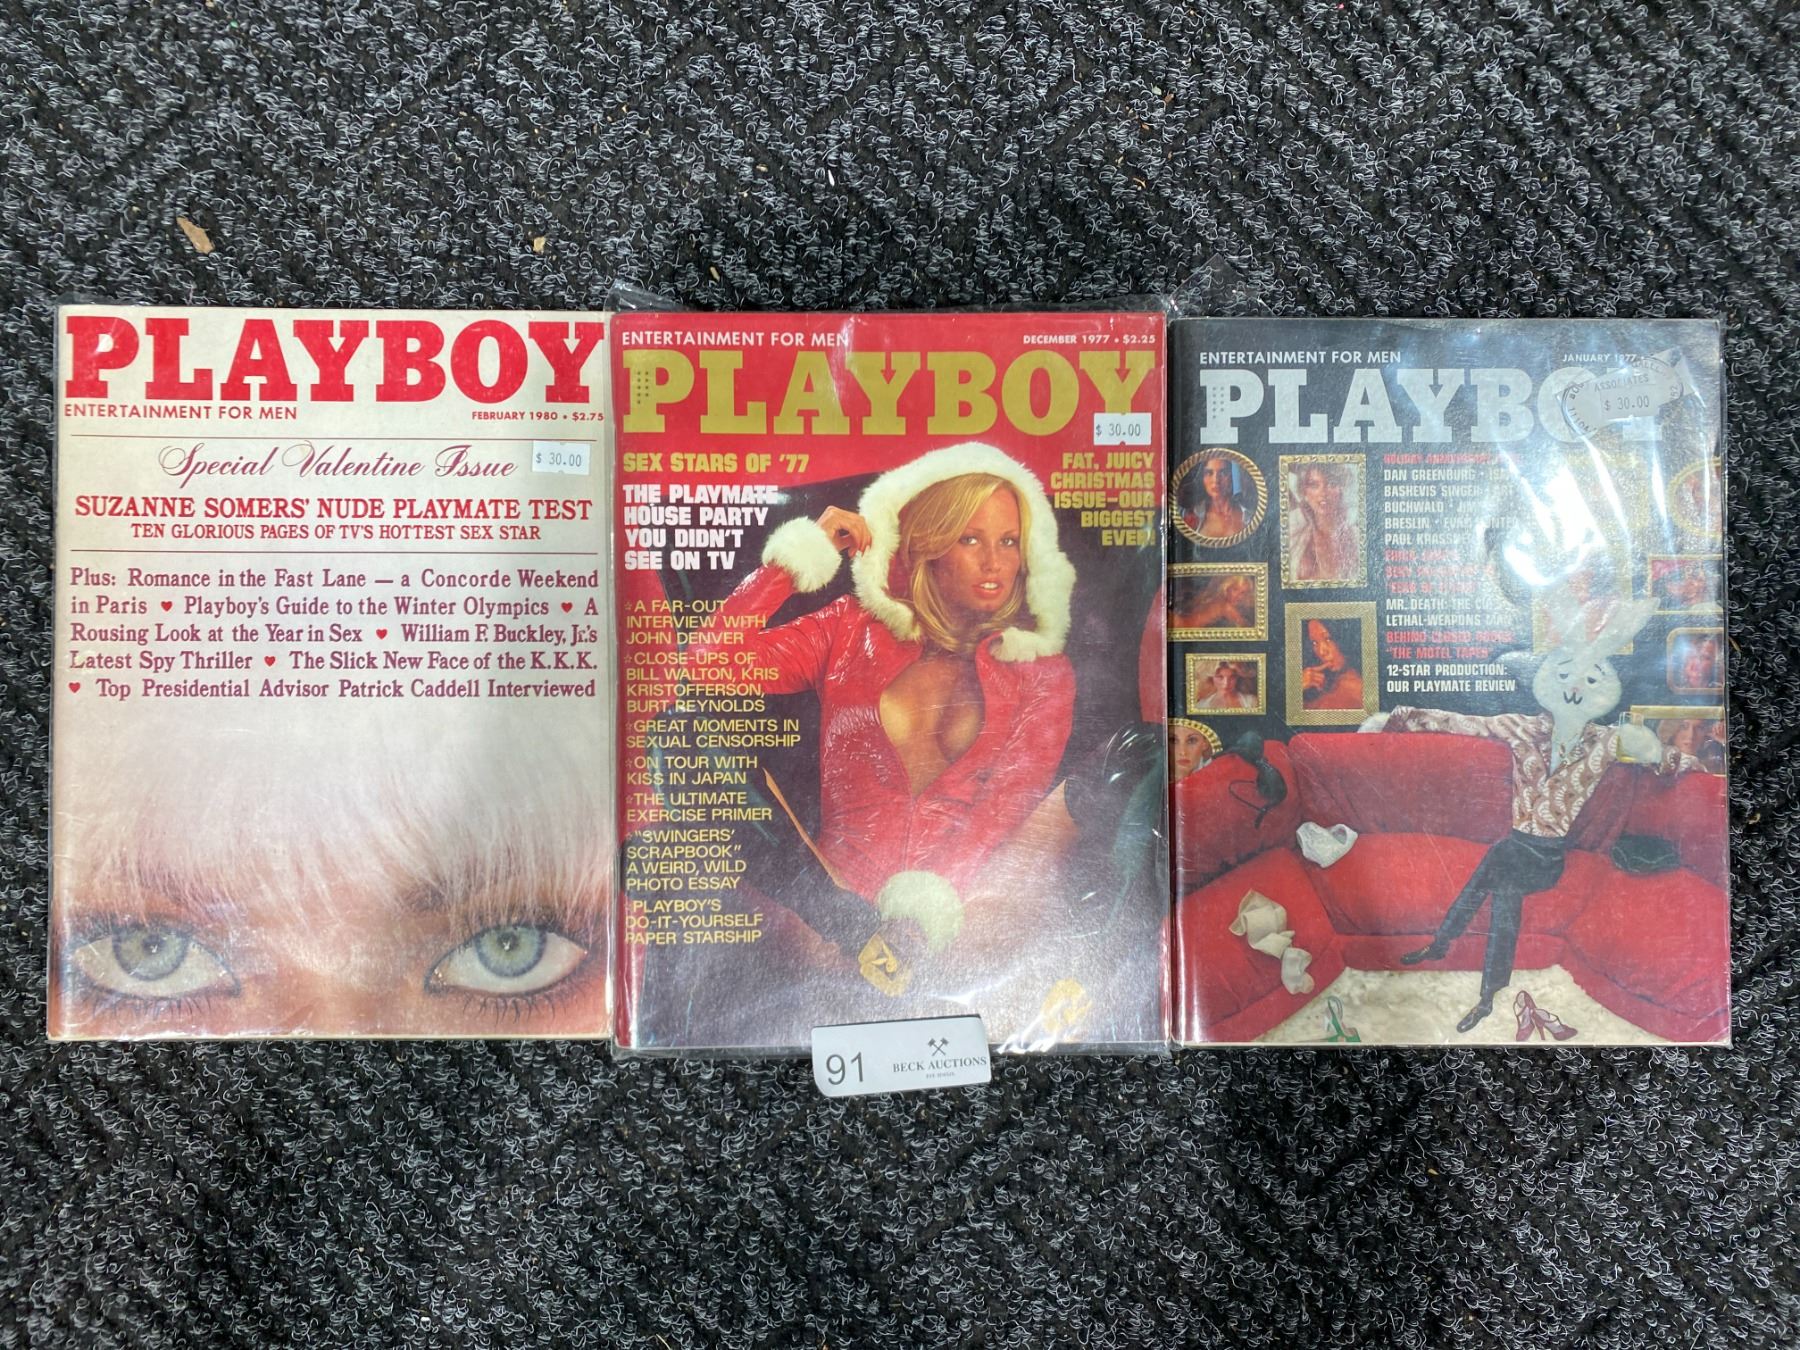 PLAYBOY
ENTERTAINMENT FOR MEN
FEBRUARY 1980 • $2.75
Special Valentine Issue
$ 30.00
SUZANNE SOMERS' NUDE PLAYMATE TEST
TEN GLORIOUS PAGES OF TV'S HOTTEST SEX STAR
Plus: Romance in the Fast Lane — a Concorde Weekend
in Paris ♥ Playboy's Guide to the Winter Olympics ♥ A
Rousing Look at the Year in Sex ♥ William F. Buckley, Jr.'s
Latest Spy Thriller ♥ The Slick New Face of the K.K.K.
♥ Top Presidential Advisor Patrick Caddell Interviewed
ENTERTAINMENT FOR MEN
DECEMBER 1977 • $2.25
PLAYBOY
$ 30.00
SEX STARS OF '77
THE PLAYMATE
HOUSE PARTY
YOU DIDN'T
SEE ON TV
FAT, JUICY
CHRISTMAS
ISSUE—OUR
BIGGEST
EVER!
☆A FAR-OUT
INTERVIEW WITH
JOHN DENVER
☆CLOSE-UPS OF
BILL WALTON, KRIS
KRISTOFFERSON,
BURT REYNOLDS
☆GREAT MOMENTS IN
SEXUAL CENSORSHIP
☆ON TOUR WITH
KISS IN JAPAN
☆THE ULTIMATE
EXERCISE PRIMER
☆"SWINGERS'
SCRAPBOOK"
A WEIRD, WILD
PHOTO ESSAY
PLAYBOY'S
DO-IT-YOURSELF
PAPER STARSHIP
91
BECK AUCTIONS
ENTERTAINMENT FOR MEN
JANUARY 1977
PLAYBOY
ASSOCIATES
$ 30.00
HOLIDAY ANNIVERSARY
DAN GREENBURG •
BASHEVIS SINGER •
BUCHWALD •
BRESLIN •
PAUL
MR. DEATH: THE
LETHAL-WEAPONS MAN
BEHIND CLOSED DOORS:
"THE MOTEL TAPES"
12-STAR PRODUCTION:
OUR PLAYMATE REVIEW